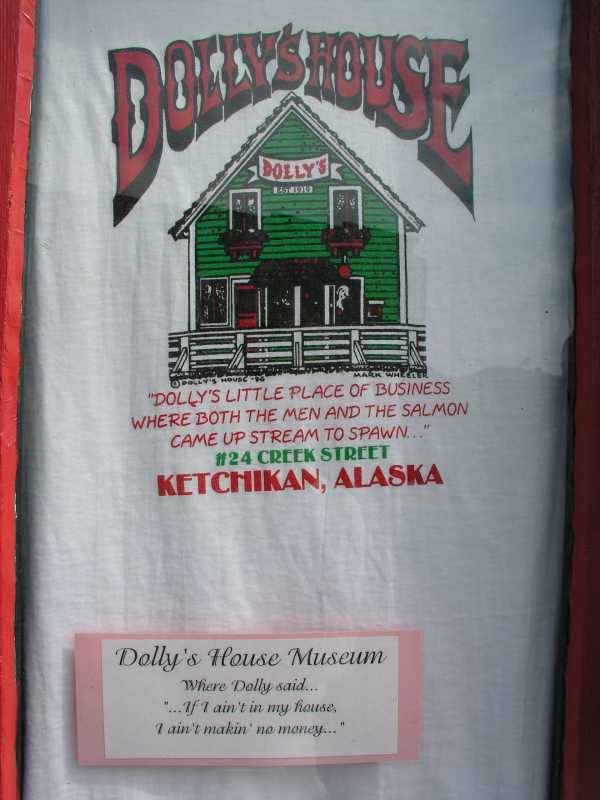 DOLLY'S HOUSE
DOLLY'S
EST 1919
©DOLLY'S HOUSE -96
MARK WHEELER
"DOLLY'S LITTLE PLACE OF BUSINESS
WHERE BOTH THE MEN AND THE SALMON
CAME UP STREAM TO SPAWN..."
#24 CREEK STREET
KETCHIKAN, ALASKA
Dolly's House Museum
Where Dolly said...
"...If I ain't in my house,
I ain't makin' no money..."